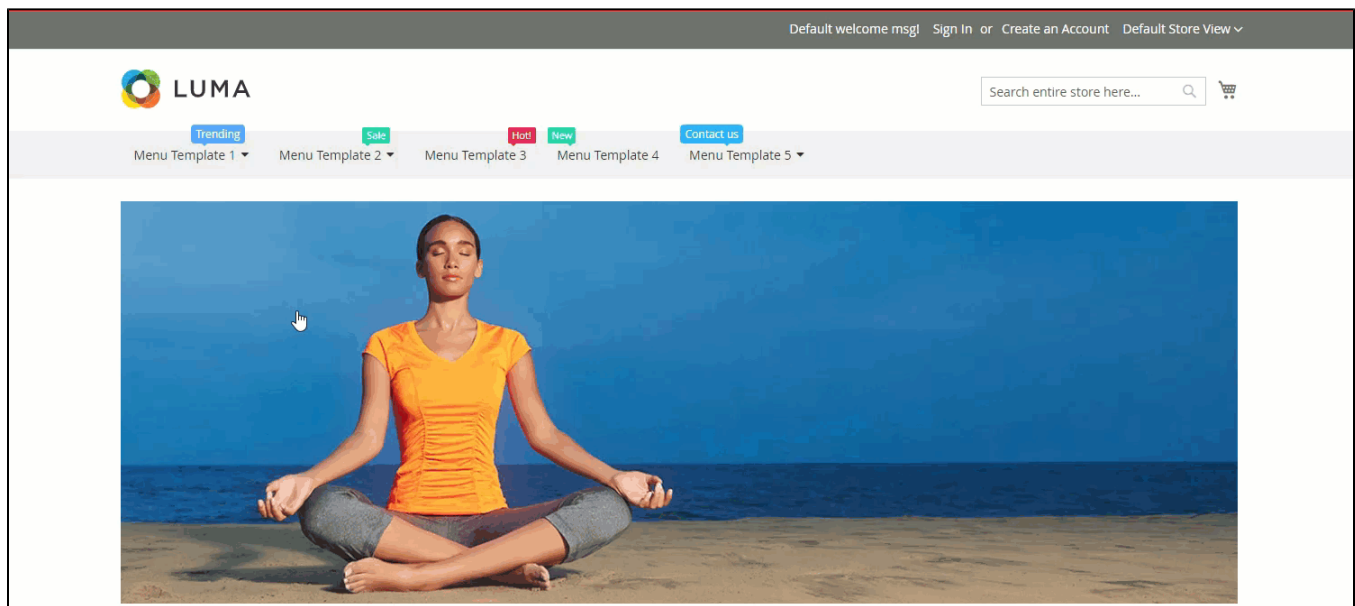 Default welcome msg! Sign In or Create an Account Default Store View
LUMA
Search entire store here...
Trending Sale Hot! New Contact us
Menu Template 1 Menu Template 2 Menu Template 3 Menu Template 4 Menu Template 5